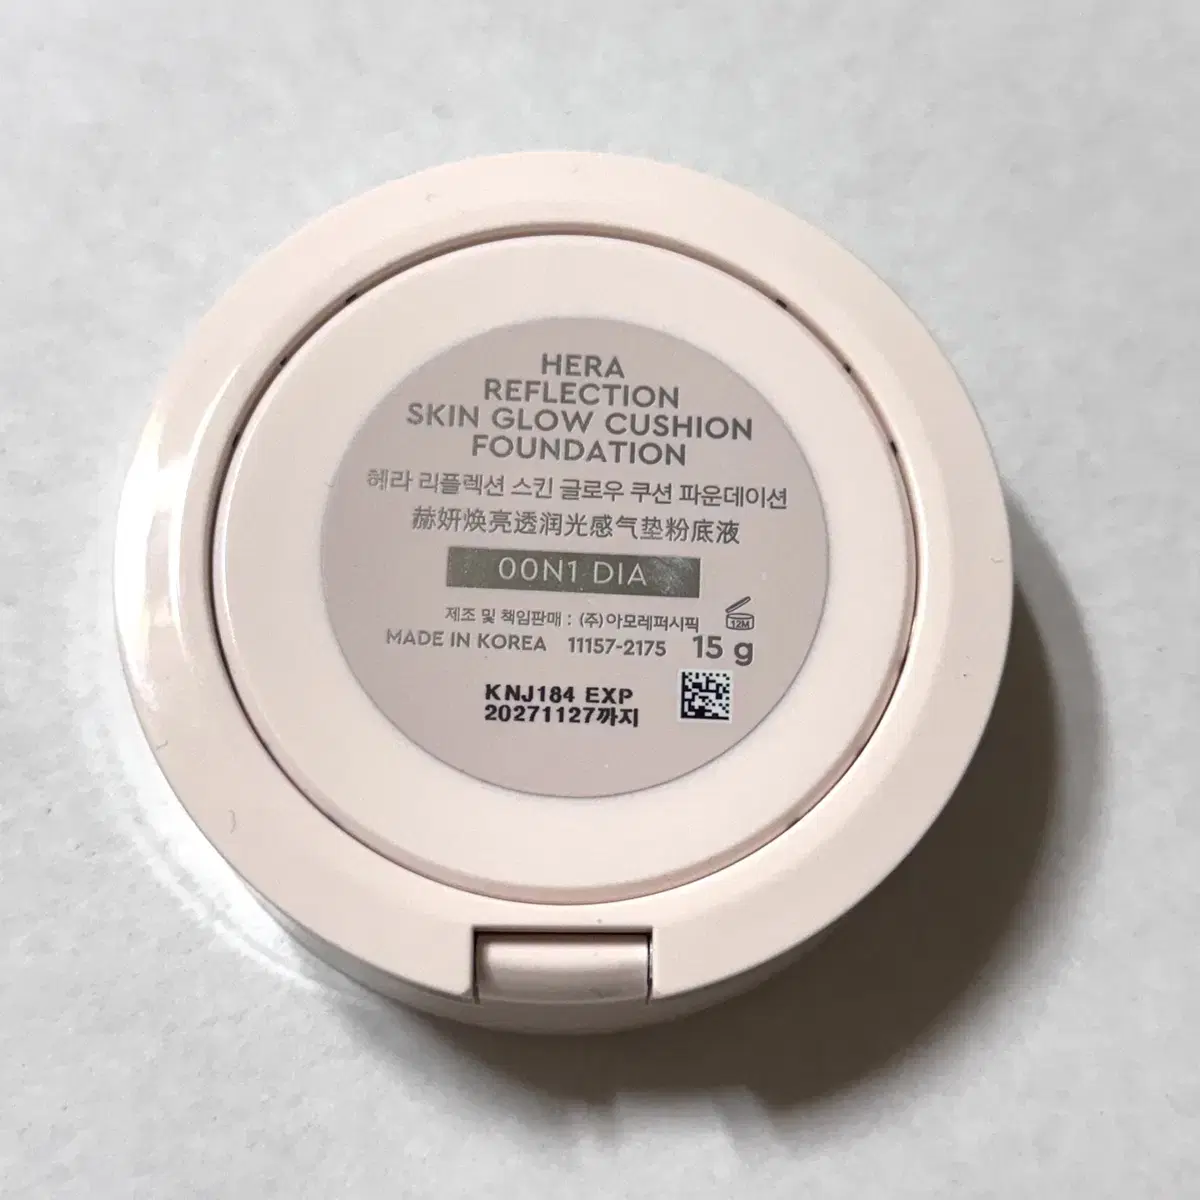 HERA
REFLECTION
SKIN GLOW CUSHION
FOUNDATION
헤라 리플렉션 스킨 글로우 쿠션 파운데이션
赫妍焕亮透润光感气垫粉底液
00N1 DIA
제조 및 책임판매 : (주)아모레퍼시픽
12M
MADE IN KOREA 11157-2175 15 g
KNJ184 EXP
20271127까지